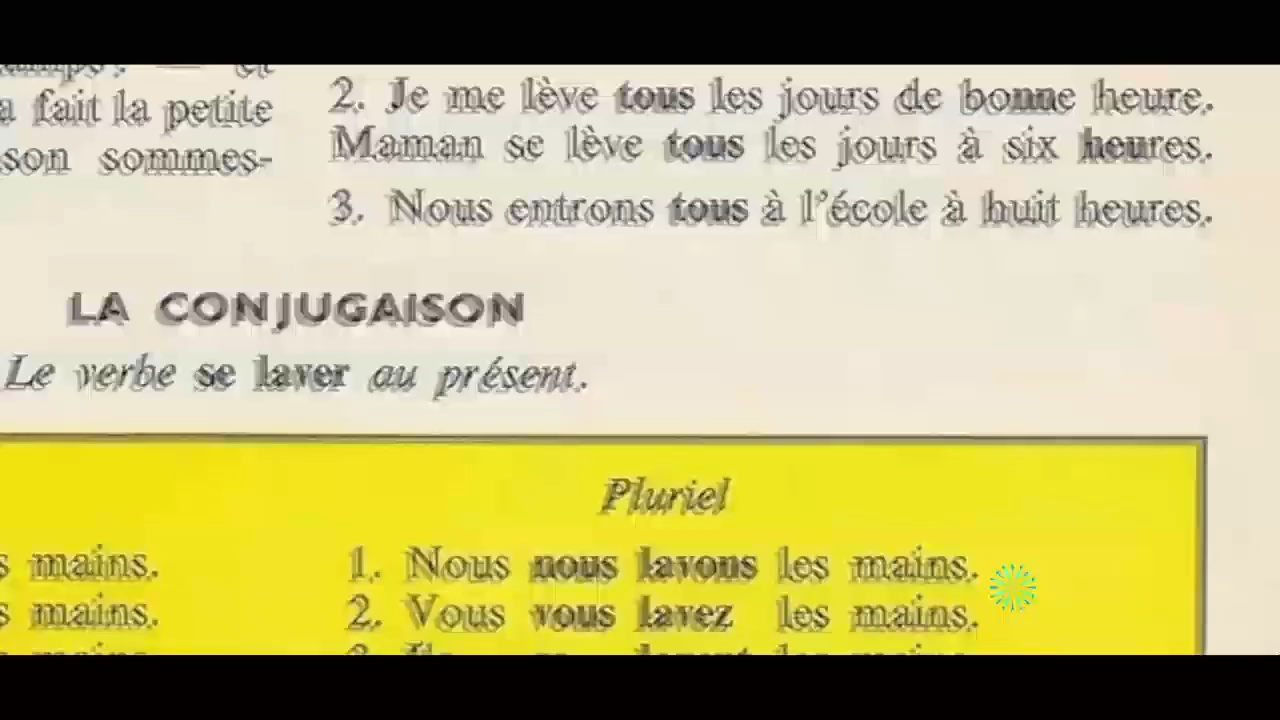 a fait la petite
son sommes-
2. Je me lève tous les jours de bonne heure.
Maman se lève tous les jours à six heures.
3. Nous entrons tous à l'école à huit heures.
LA CONJUGAISON
Le verbe se laver au présent.
Pluriel
s mains.
s mains.
1. Nous nous lavons les mains.
2. Vous vous lavez les mains.